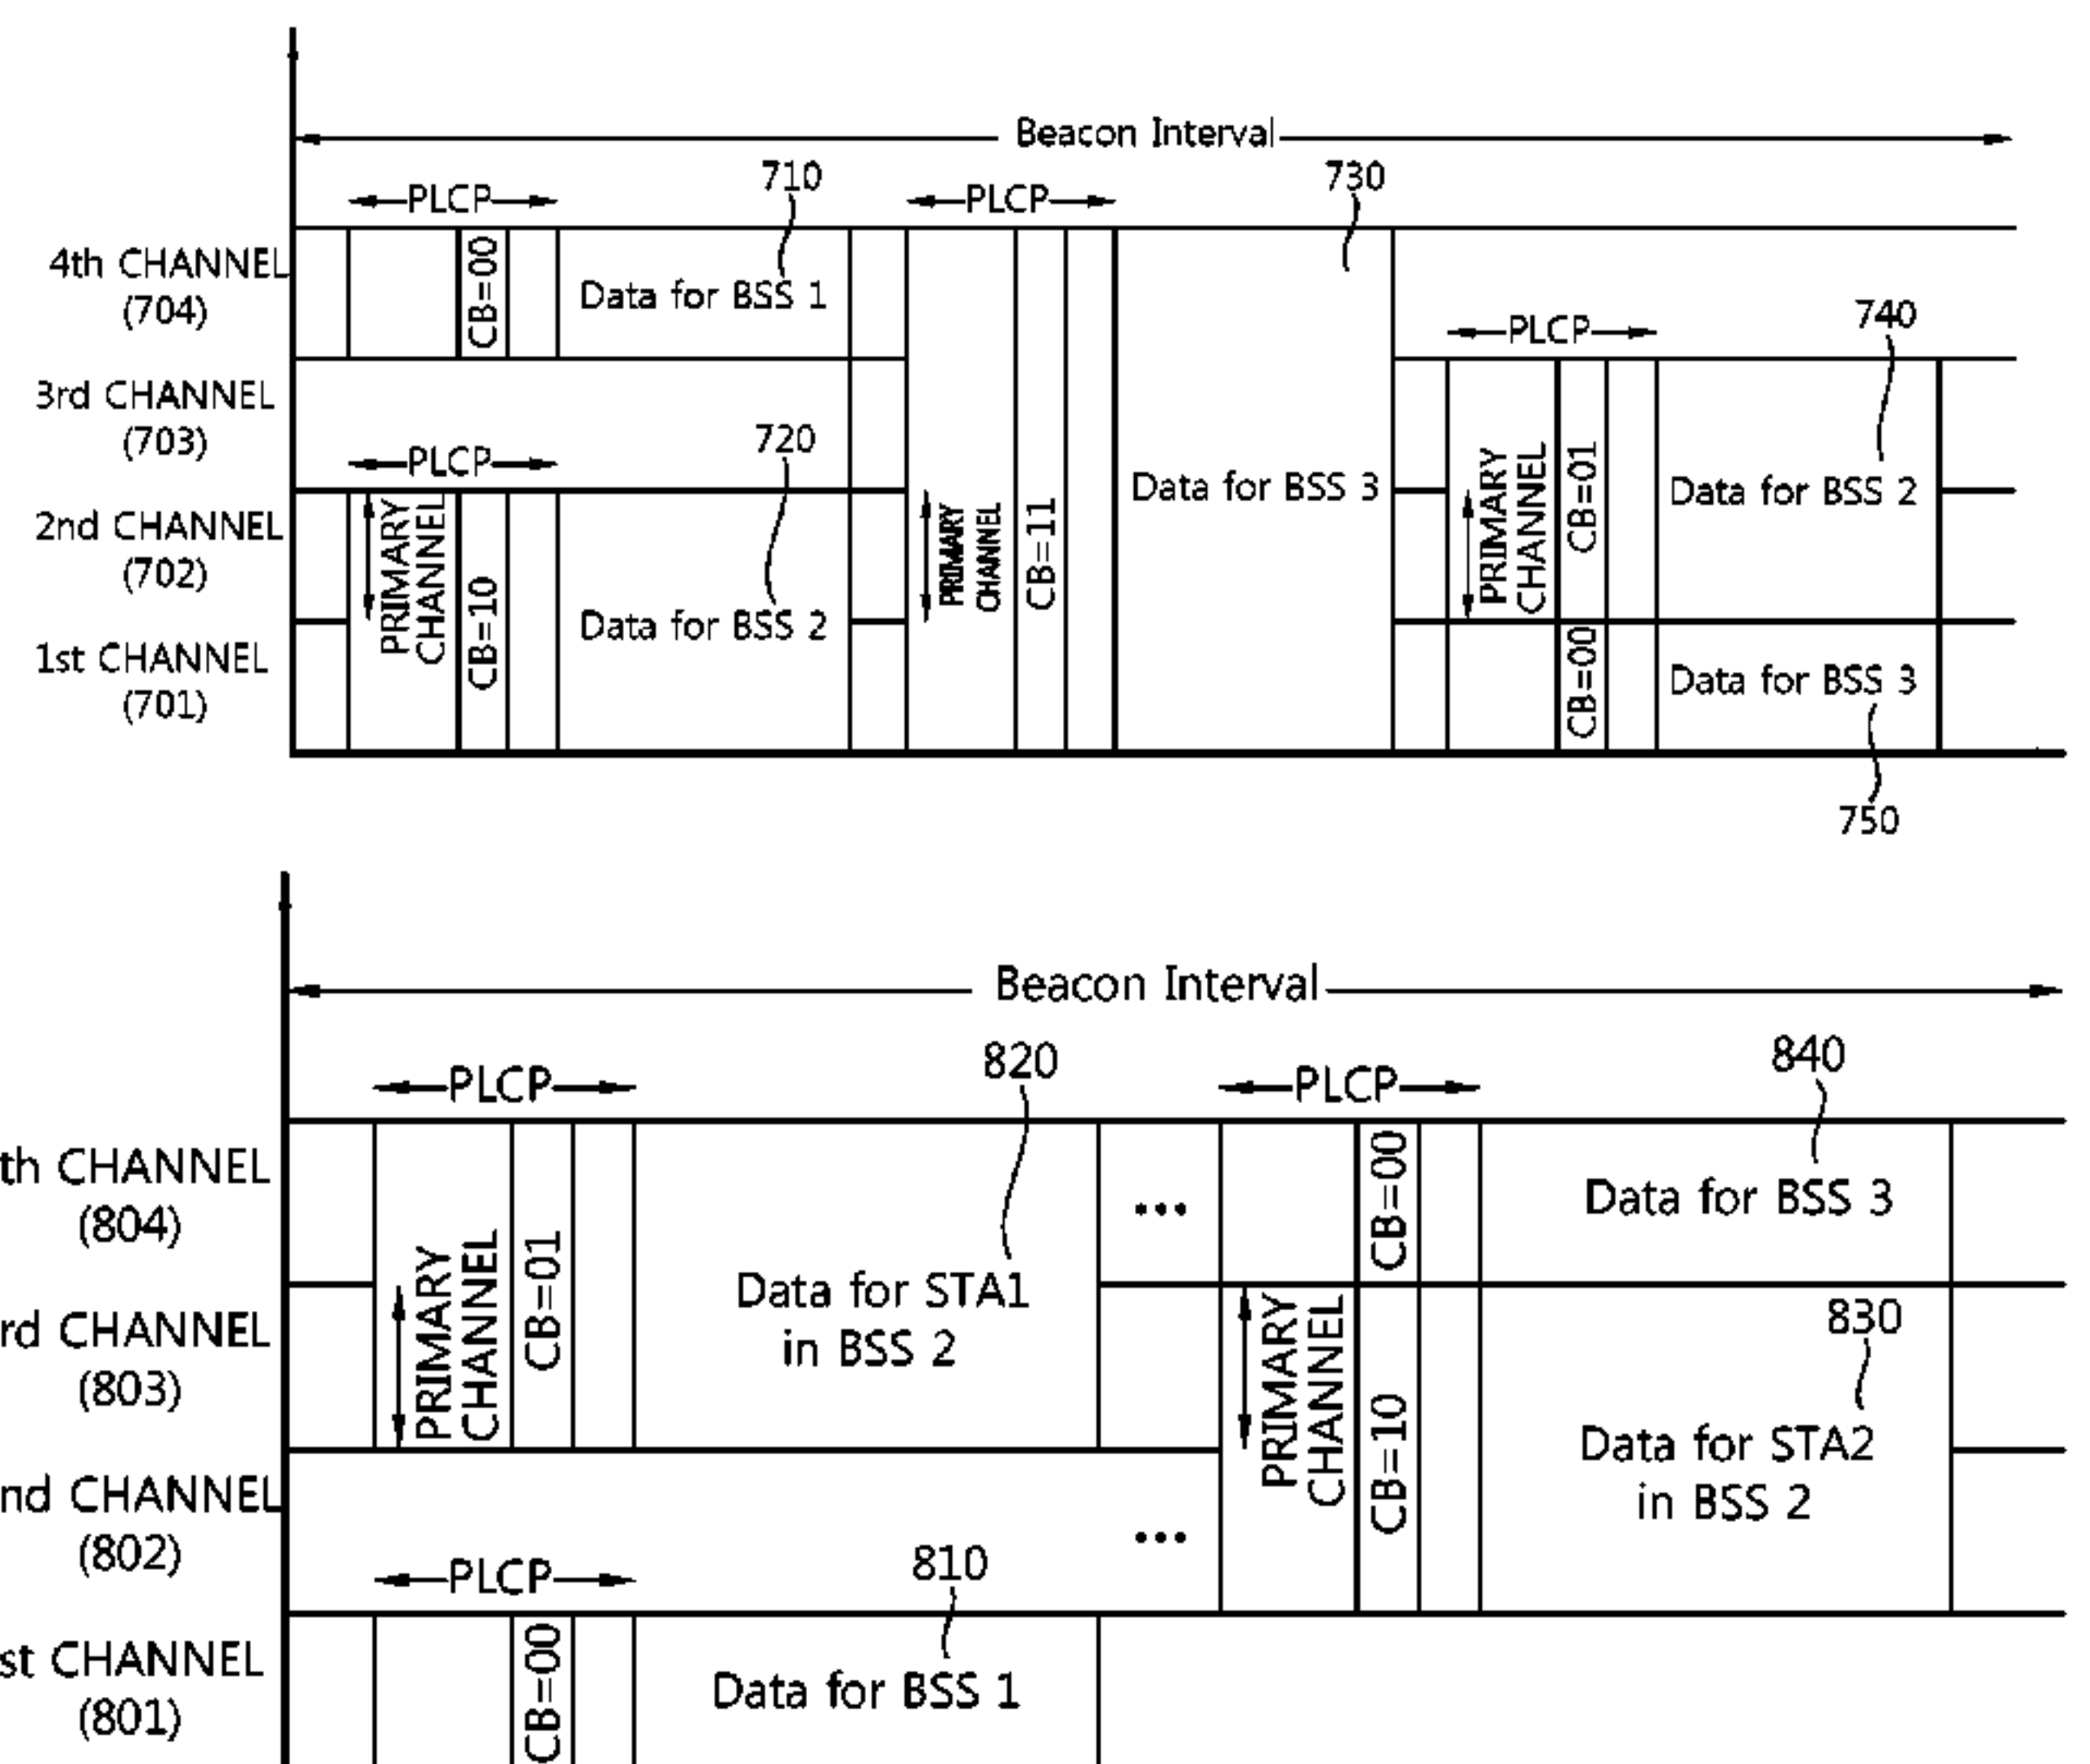 Beacon Interval
710
730
PLCP
PLCP
4th CHANNEL
(704)
CB=00
Data for BSS 1
740
PLCP
3rd CHANNEL
(703)
720
PLCP
PRIMARY
CHANNEL
CB=10
Data for BSS 2
PRIMARY
CHANNEL
CB=11
Data for BSS 3
PRIMARY
CHANNEL
CB=01
Data for BSS 2
2nd CHANNEL
(702)
1st CHANNEL
(701)
CB=00
Data for BSS 3
750
Beacon Interval
820
840
PLCP
PLCP
th CHANNEL
(804)
PRIMARY
CHANNEL
CB=01
Data for STA1
in BSS 2
...
CB=00
Data for BSS 3
rd CHANNEL
(803)
PRIMARY
CHANNEL
CB=10
830
Data for STA2
in BSS 2
nd CHANNEL
(802)
...
810
PLCP
st CHANNEL
(801)
CB=00
Data for BSS 1